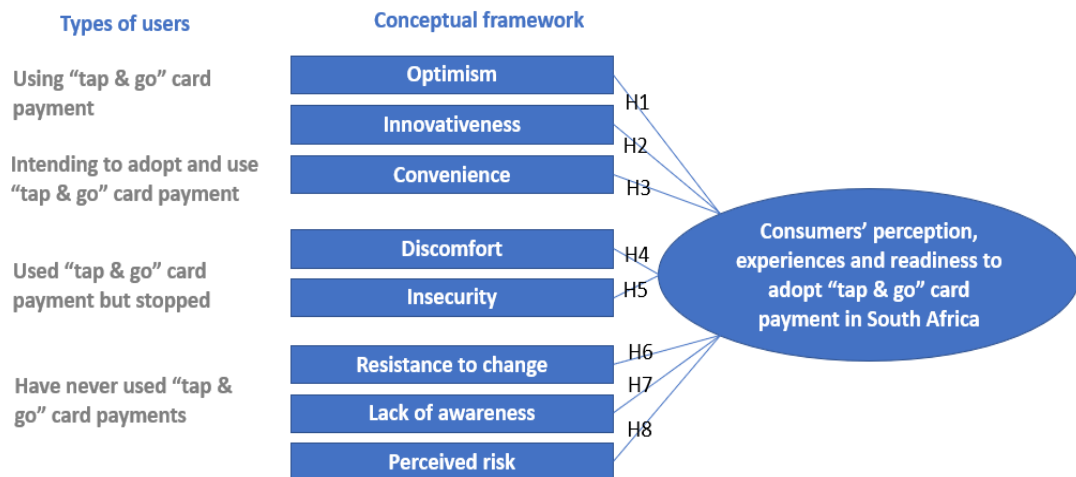 Types of users
Conceptual framework
Using “tap & go” card
payment
Intending to adopt and use
“tap & go” card payment
Used “tap & go” card
payment but stopped
Have never used “tap &
go” card payments
Optimism
Innovativeness
Convenience
Discomfort
Insecurity
Resistance to change
Lack of awareness
Perceived risk
H1
H2
H3
H4
H5
H6
H7
H8
Consumers’ perception,
experiences and readiness to
adopt “tap & go” card
payment in South Africa